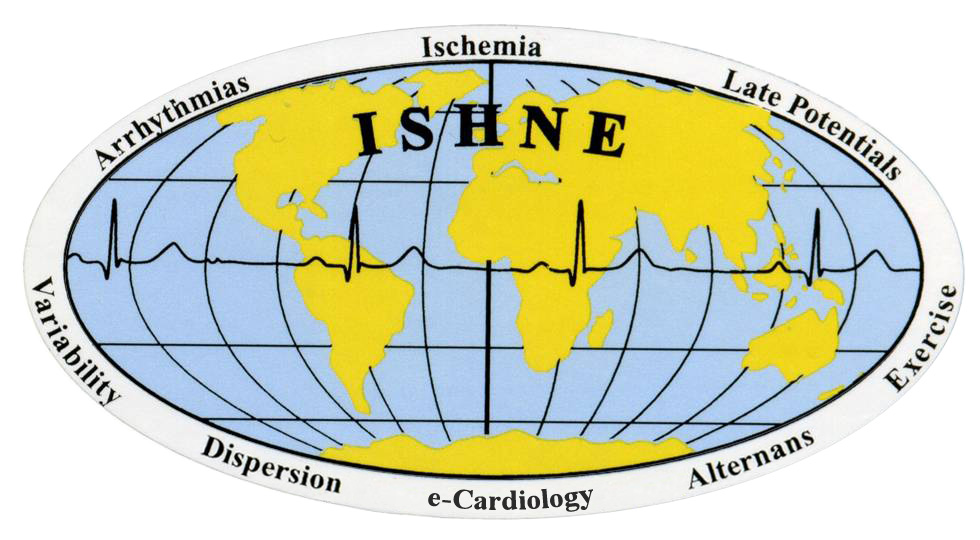 Ischemia
Arrhythmias
Late Potentials
ISHNE
Variability
Exercise
Dispersion
Alternans
e-Cardiology